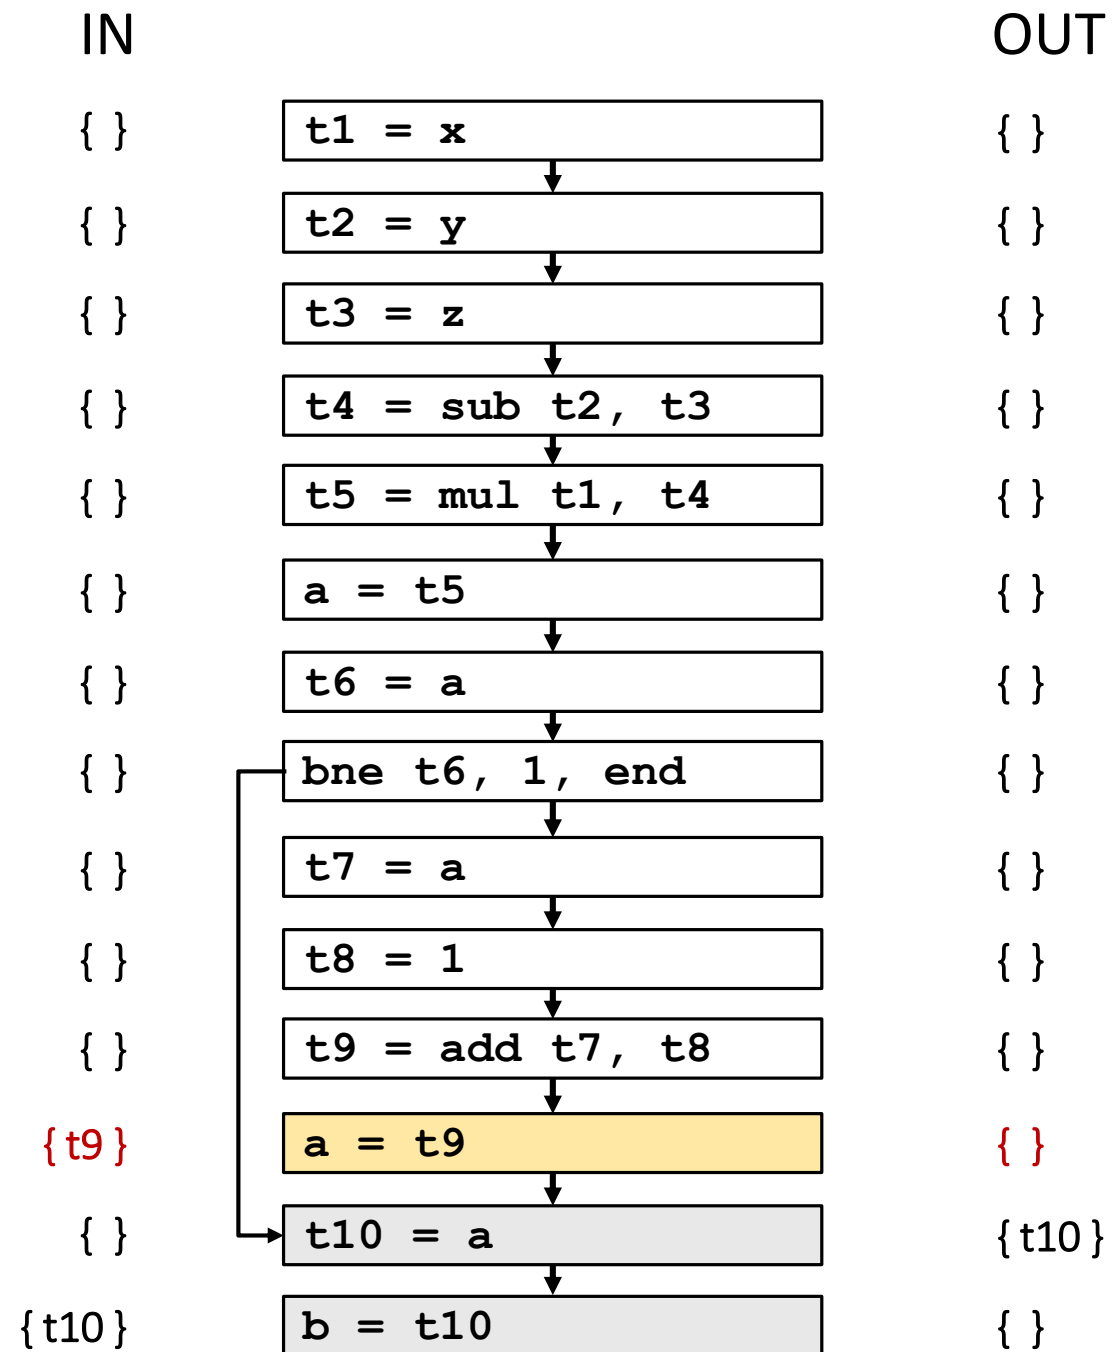 IN OUT
{ } t1 = x { }
{ } t2 = y { }
{ } t3 = z { }
{ } t4 = sub t2, t3 { }
{ } t5 = mul t1, t4 { }
{ } a = t5 { }
{ } t6 = a { }
{ } bne t6, 1, end { }
{ } t7 = a { }
{ } t8 = 1 { }
{ } t9 = add t7, t8 { }
{ t9 } a = t9 { }
{ } t10 = a { t10 }
{ t10 } b = t10 { }